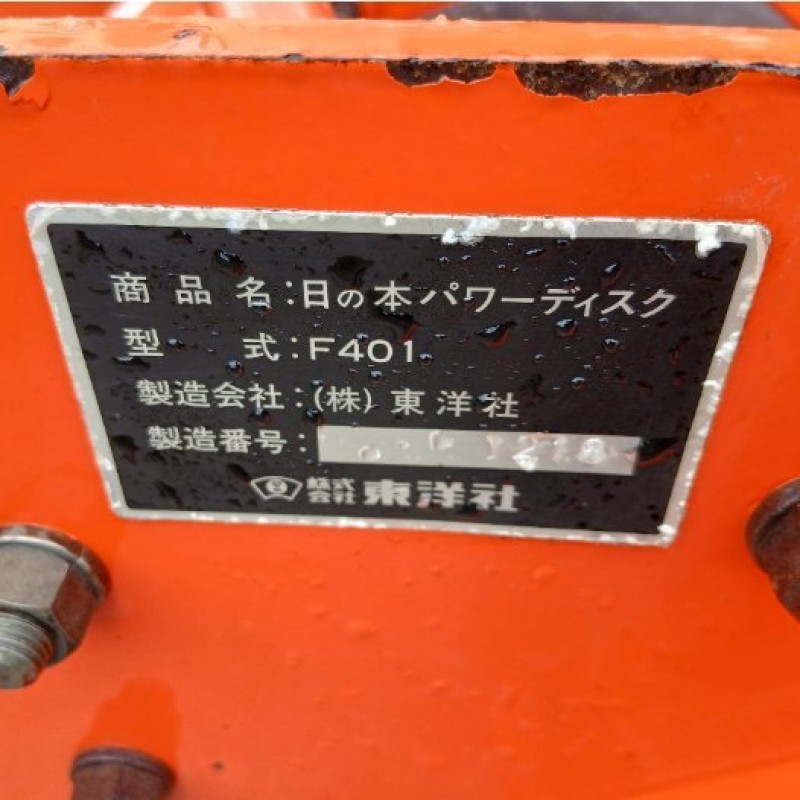 商品名:日の本パワーディスク
型式:F401
製造会社:(株)東洋社
製造番号:
株式会社 東洋社